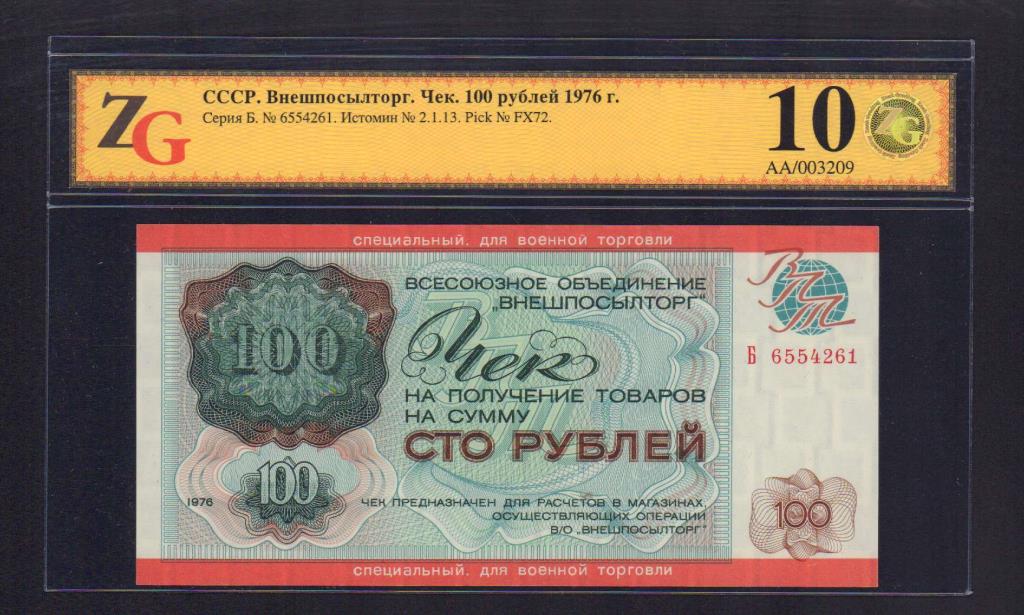 ZG
СССР. Внешпосылторг. Чек. 100 рублей 1976 г.
Серия Б. № 6554261. Истомин № 2.1.13. Pick № FX72.
10
ZG
AA/003209
специальный. для военной торговли
ВСЕСОЮЗНОЕ ОБЪЕДИНЕНИЕ
„ВНЕШПОСЫЛТОРГ"
ВПТ
100
Чек
Б 6554261
НА ПОЛУЧЕНИЕ ТОВАРОВ
НА СУММУ
СТО РУБЛЕЙ
100
1976
ЧЕК ПРЕДНАЗНАЧЕН ДЛЯ РАСЧЕТОВ В МАГАЗИНАХ,
ОСУЩЕСТВЛЯЮЩИХ ОПЕРАЦИИ
В/О „ВНЕШПОСЫЛТОРГ"
100
специальный. для военной торговли